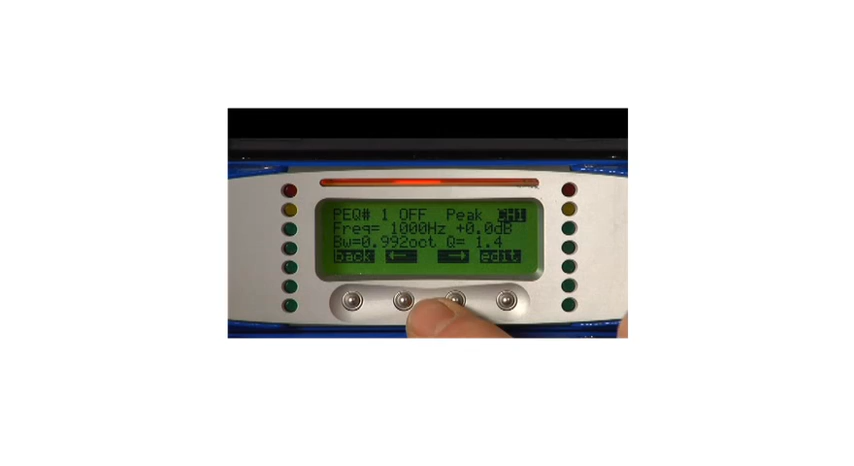 PEQ# 1 OFF Peak CH1
Freq= 1000Hz +0.0dB
Bw=0.992oct Q= 1.4
back ← → edit